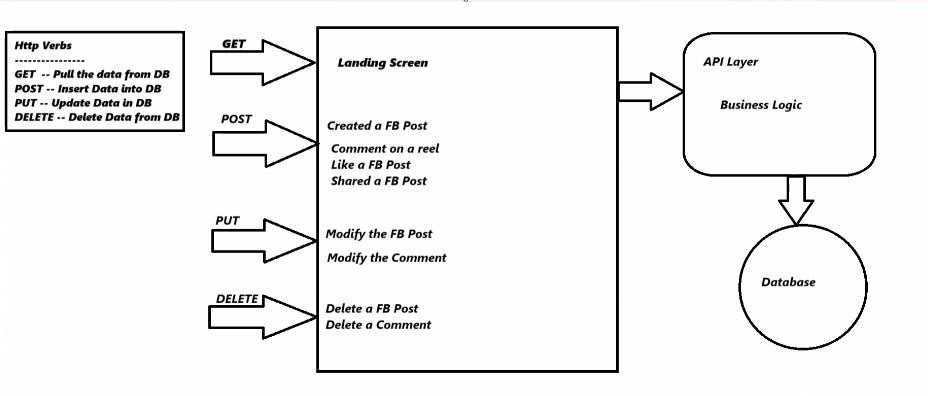 Http Verbs
----------------
GET -- Pull the data from DB
POST -- Insert Data into DB
PUT -- Update Data in DB
DELETE -- Delete Data from DB
GET
Landing Screen
POST
Created a FB Post
Comment on a reel
Like a FB Post
Shared a FB Post
PUT
Modify the FB Post
Modify the Comment
DELETE
Delete a FB Post
Delete a Comment
API Layer
Business Logic
Database